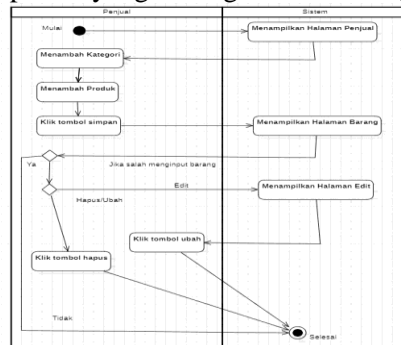 Penjual Sistem
Mulai
Menampilkan Halaman Penjual
Menambah Kategori
Menambah Produk
Klik tombol simpan
Menampilkan Halaman Barang
Ya
Jika salah menginput barang
Edit
Hapus/Ubah
Menampilkan Halaman Edit
Klik tombol ubah
Klik tombol hapus
Tidak
Selesai